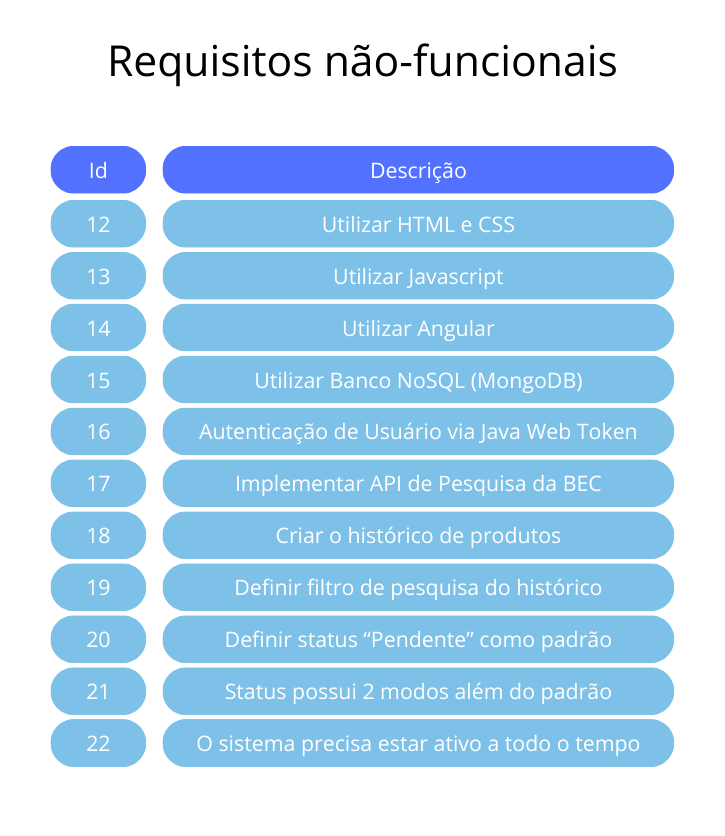 Requisitos não-funcionais
Id Descrição
12 Utilizar HTML e CSS
13 Utilizar Javascript
14 Utilizar Angular
15 Utilizar Banco NoSQL (MongoDB)
16 Autenticação de Usuário via Java Web Token
17 Implementar API de Pesquisa da BEC
18 Criar o histórico de produtos
19 Definir filtro de pesquisa do histórico
20 Definir status “Pendente” como padrão
21 Status possui 2 modos além do padrão
22 O sistema precisa estar ativo a todo o tempo